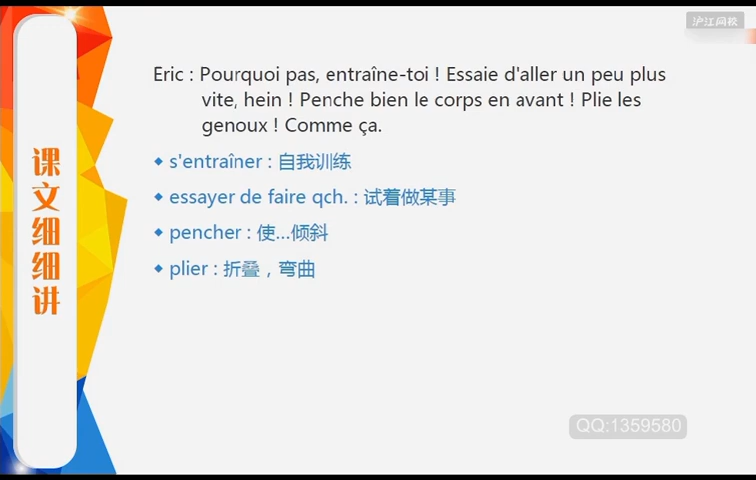 沪江网校
Eric : Pourquoi pas, entraîne-toi ! Essaie d'aller un peu plus
vite, hein ! Penche bien le corps en avant ! Plie les
genoux ! Comme ça.
课文细细讲
s'entraîner : 自我训练
essayer de faire qch. : 试着做某事
pencher : 使...倾斜
plier : 折叠，弯曲
QQ:1359580